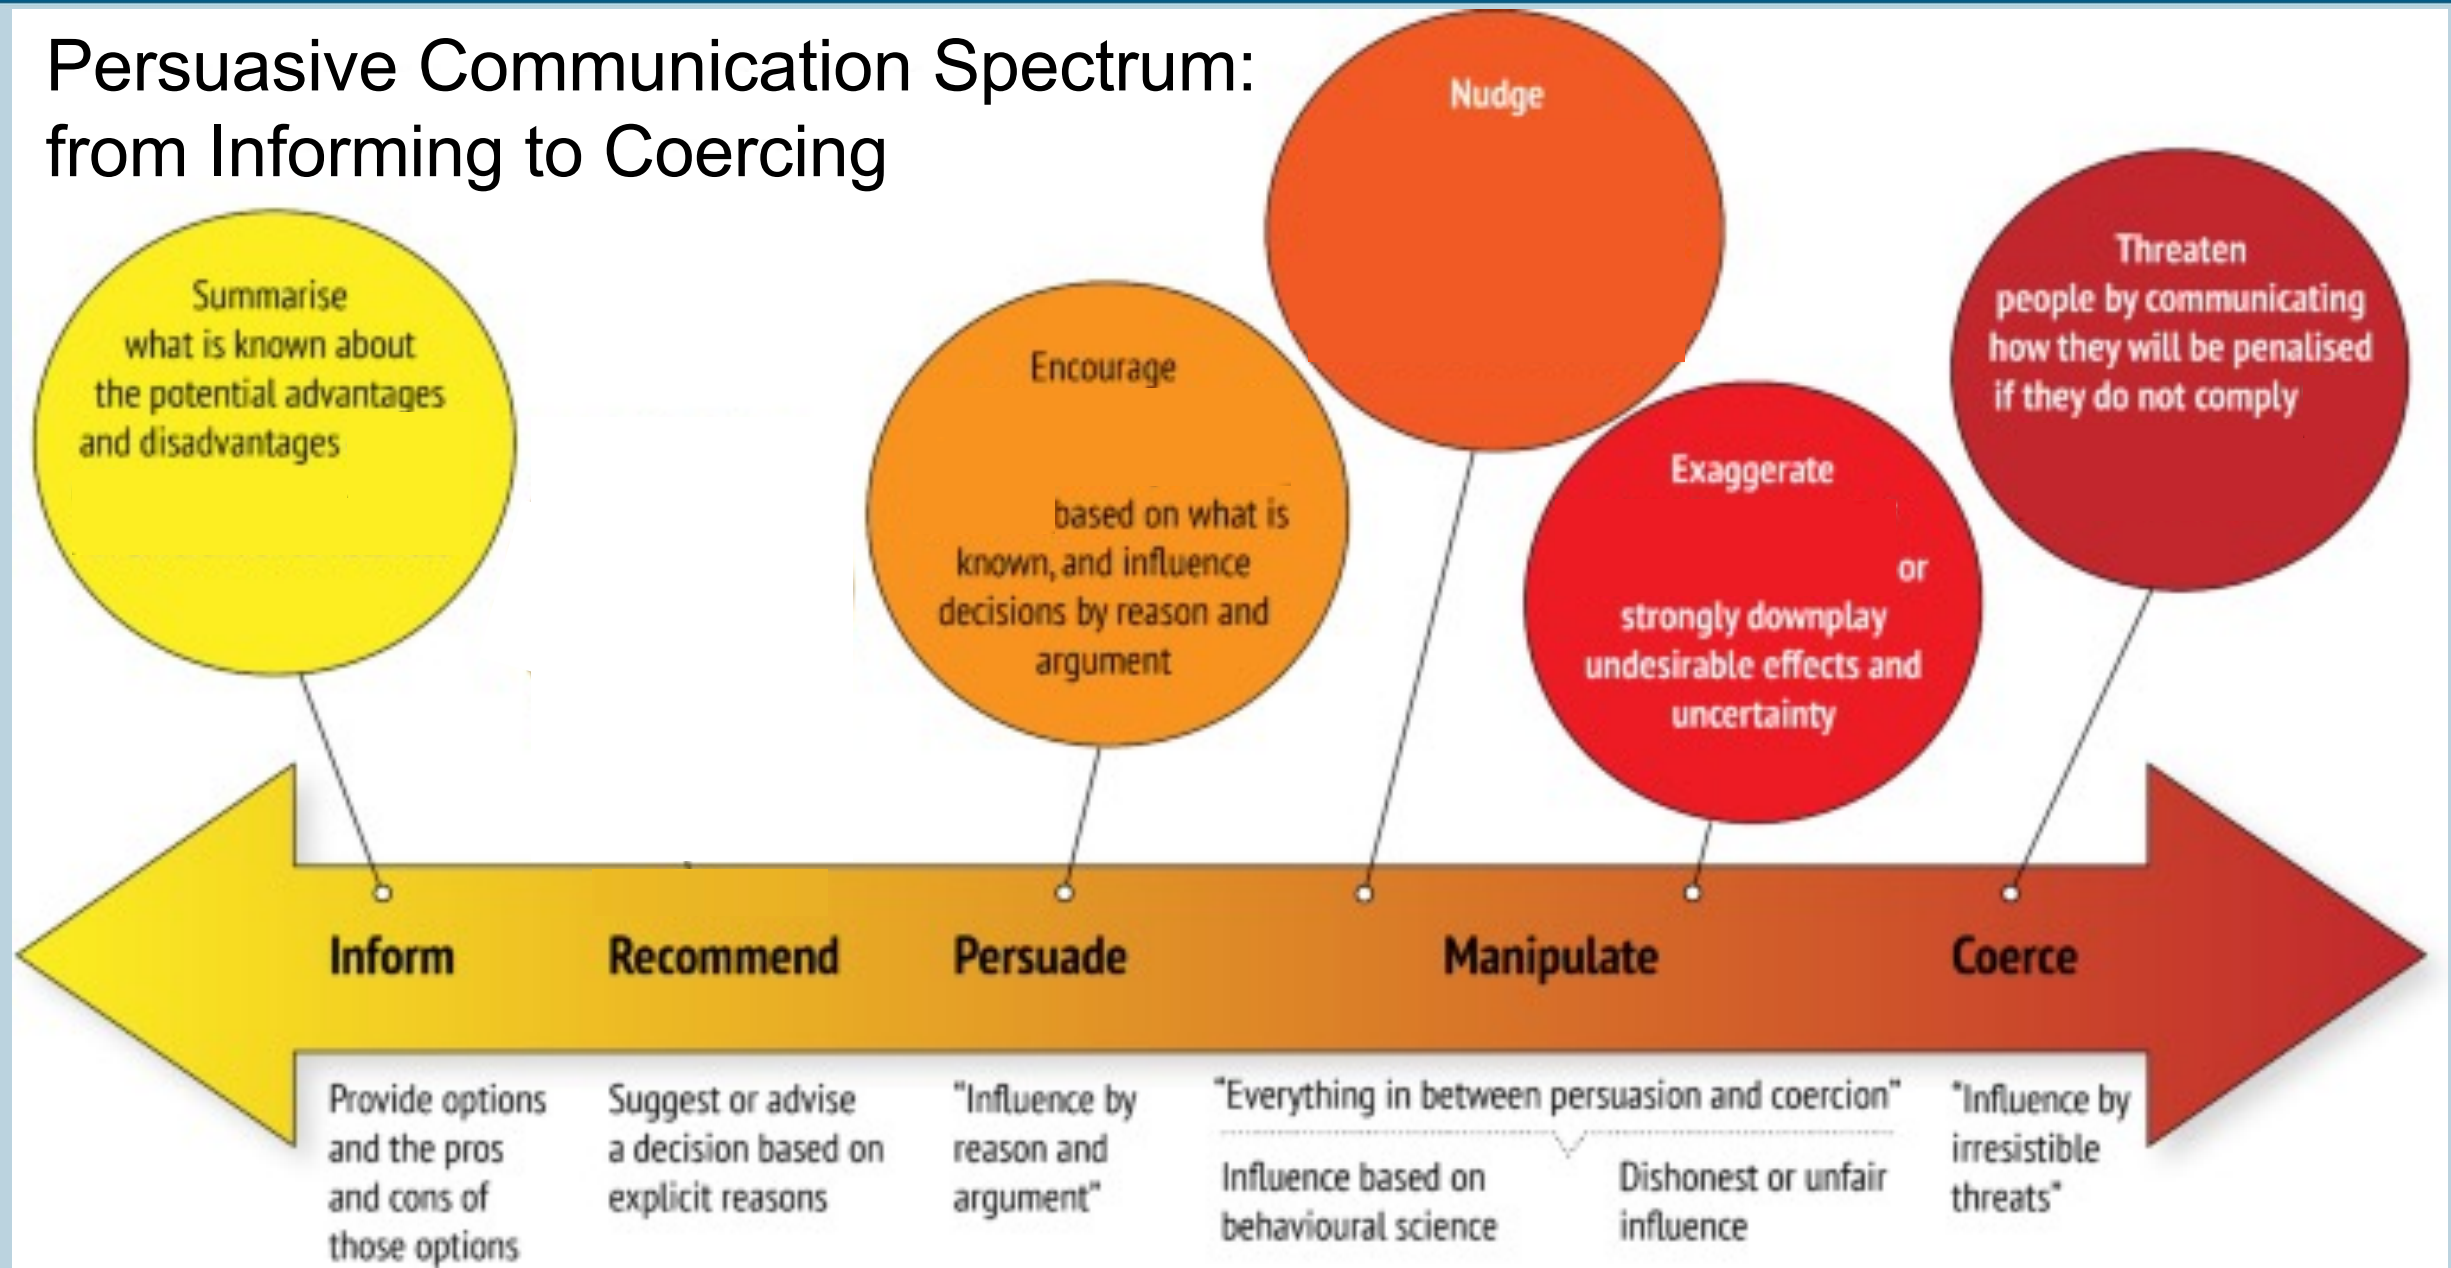 Persuasive Communication Spectrum:
from Informing to Coercing
Summarise
what is known about
the potential advantages
and disadvantages
Encourage
based on what is
known, and influence
decisions by reason and
argument
Nudge
Exaggerate
or
strongly downplay
undesirable effects and
uncertainty
Threaten
people by communicating
how they will be penalised
if they do not comply
Inform
Recommend
Persuade
Manipulate
Coerce
Provide options
and the pros
and cons of
those options
Suggest or advise
a decision based on
explicit reasons
"Influence by
reason and
argument"
"Everything in between persuasion and coercion"
Influence based on
behavioural science
Dishonest or unfair
influence
"Influence by
irresistible
threats"